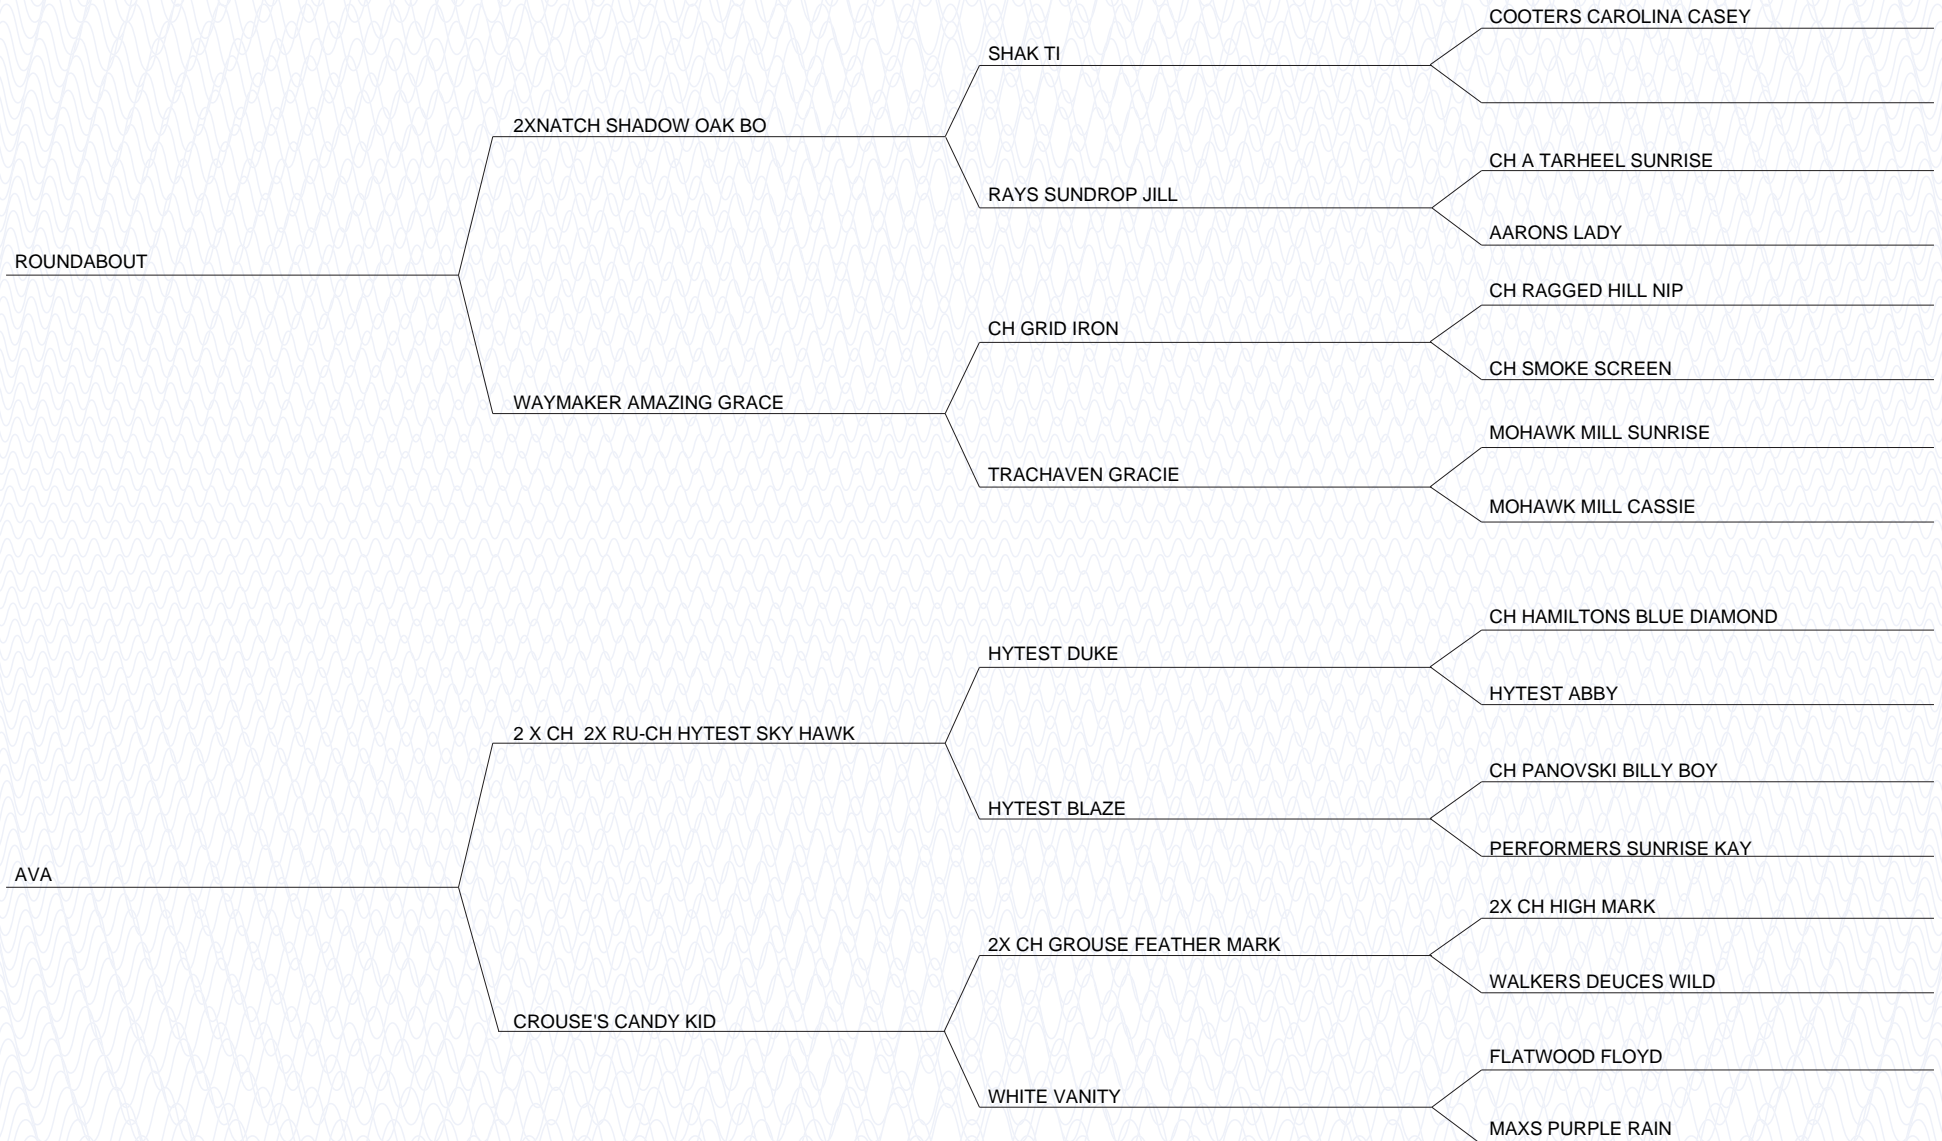 COOTERS CAROLINA CASEY
SHAK TI
2XNATCH SHADOW OAK BO
CH A TARHEEL SUNRISE
RAYS SUNDROP JILL
AARONS LADY
ROUNDABOUT
CH RAGGED HILL NIP
CH GRID IRON
CH SMOKE SCREEN
WAYMAKER AMAZING GRACE
MOHAWK MILL SUNRISE
TRACHAVEN GRACIE
MOHAWK MILL CASSIE
CH HAMILTONS BLUE DIAMOND
HYTEST DUKE
HYTEST ABBY
2 X CH  2X RU-CH HYTEST SKY HAWK
CH PANOVSKI BILLY BOY
HYTEST BLAZE
PERFORMERS SUNRISE KAY
AVA
2X CH HIGH MARK
2X CH GROUSE FEATHER MARK
WALKERS DEUCES WILD
CROUSE'S CANDY KID
FLATWOOD FLOYD
WHITE VANITY
MAXS PURPLE RAIN